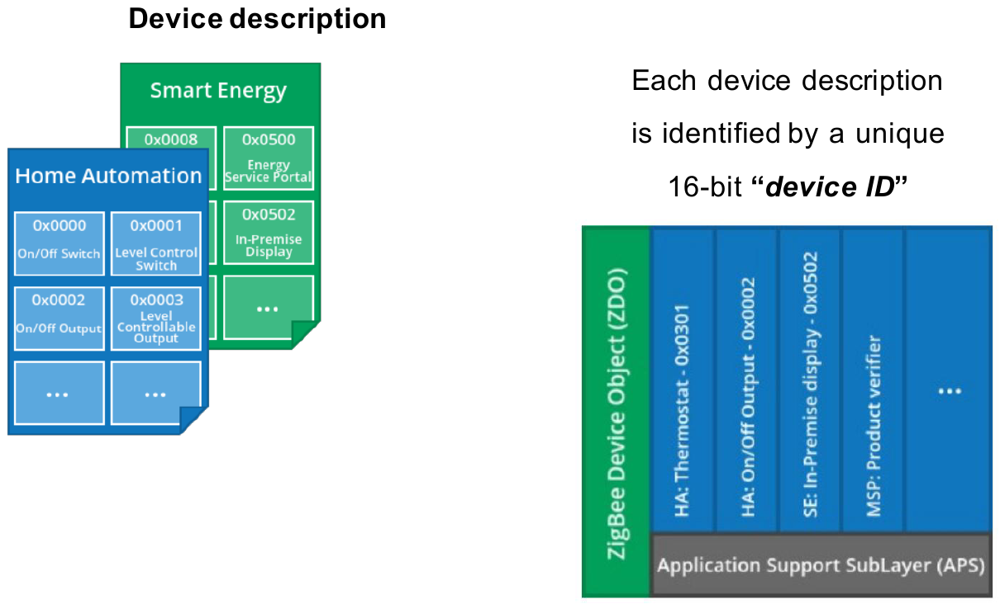 Device description
Smart Energy
0x0008
0x0500
Energy
Service Portal
0x0502
In-Premise
Display
...
Home Automation
0x0000
On/Off Switch
0x0001
Level Control
Switch
0x0002
On/Off Output
0x0003
Level
Controllable
Output
...
...
Each device description
is identified by a unique
16-bit “device ID”
ZigBee Device Object (ZDO)
HA: Thermostat - 0x0301
HA: On/Off Output - 0x0002
SE: In-Premise display - 0x0502
MSP: Product verifier
...
Application Support SubLayer (APS)